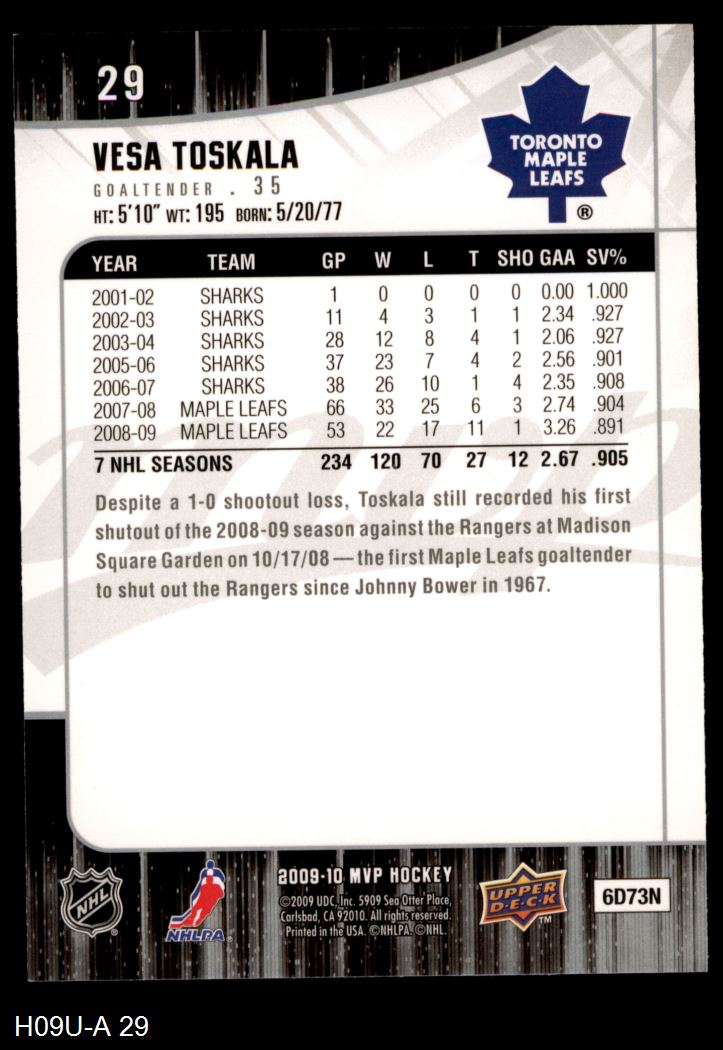 29
VESA TOSKALA
GOALTENDER . 35
HT: 5'10" WT: 195 BORN: 5/20/77
TORONTO
MAPLE
LEAFS
®
YEAR TEAM GP W L T SHO GAA SV%
2001-02 SHARKS 1 0 0 0 0 0.00 1.000
2002-03 SHARKS 11 4 3 1 1 2.34 .927
2003-04 SHARKS 28 12 8 4 1 2.06 .927
2005-06 SHARKS 37 23 7 4 2 2.56 .901
2006-07 SHARKS 38 26 10 1 4 2.35 .908
2007-08 MAPLE LEAFS 66 33 25 6 3 2.74 .904
2008-09 MAPLE LEAFS 53 22 17 11 1 3.26 .891
7 NHL SEASONS 234 120 70 27 12 2.67 .905
Despite a 1-0 shootout loss, Toskala still recorded his first
shutout of the 2008-09 season against the Rangers at Madison
Square Garden on 10/17/08 — the first Maple Leafs goaltender
to shut out the Rangers since Johnny Bower in 1967.
NHL ®
NHLPA ®
2009-10 MVP HOCKEY
©2009 UDC, Inc. 5909 Sea Otter Place,
Carlsbad, CA 92010. All rights reserved.
Printed in the USA. ©NHLPA. ©NHL.
UPPER
D·E·C·K
™
6D73N
H09U-A 29